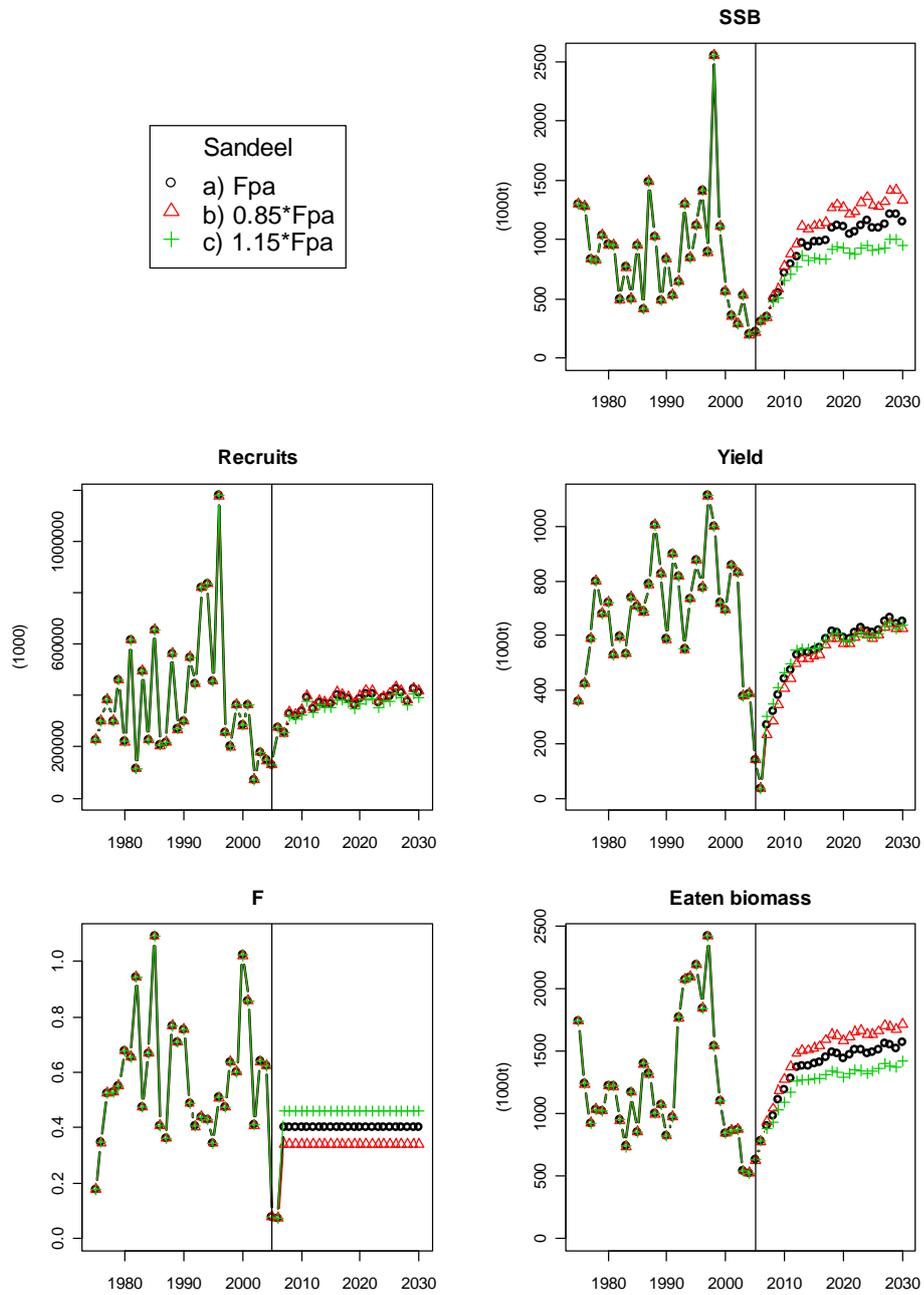 SSB
Sandeel
a) Fpa
b) 0.85*Fpa
c) 1.15*Fpa
(1000t)
0 500 1000 1500 2000 2500
1980 1990 2000 2010 2020 2030
Recruits
(1000)
0 200000 600000 1000000
1980 1990 2000 2010 2020 2030
Yield
(1000t)
0 200 400 600 800 1000
1980 1990 2000 2010 2020 2030
F
0.0 0.2 0.4 0.6 0.8 1.0
1980 1990 2000 2010 2020 2030
Eaten biomass
(1000t)
0 500 1000 1500 2000 2500
1980 1990 2000 2010 2020 2030